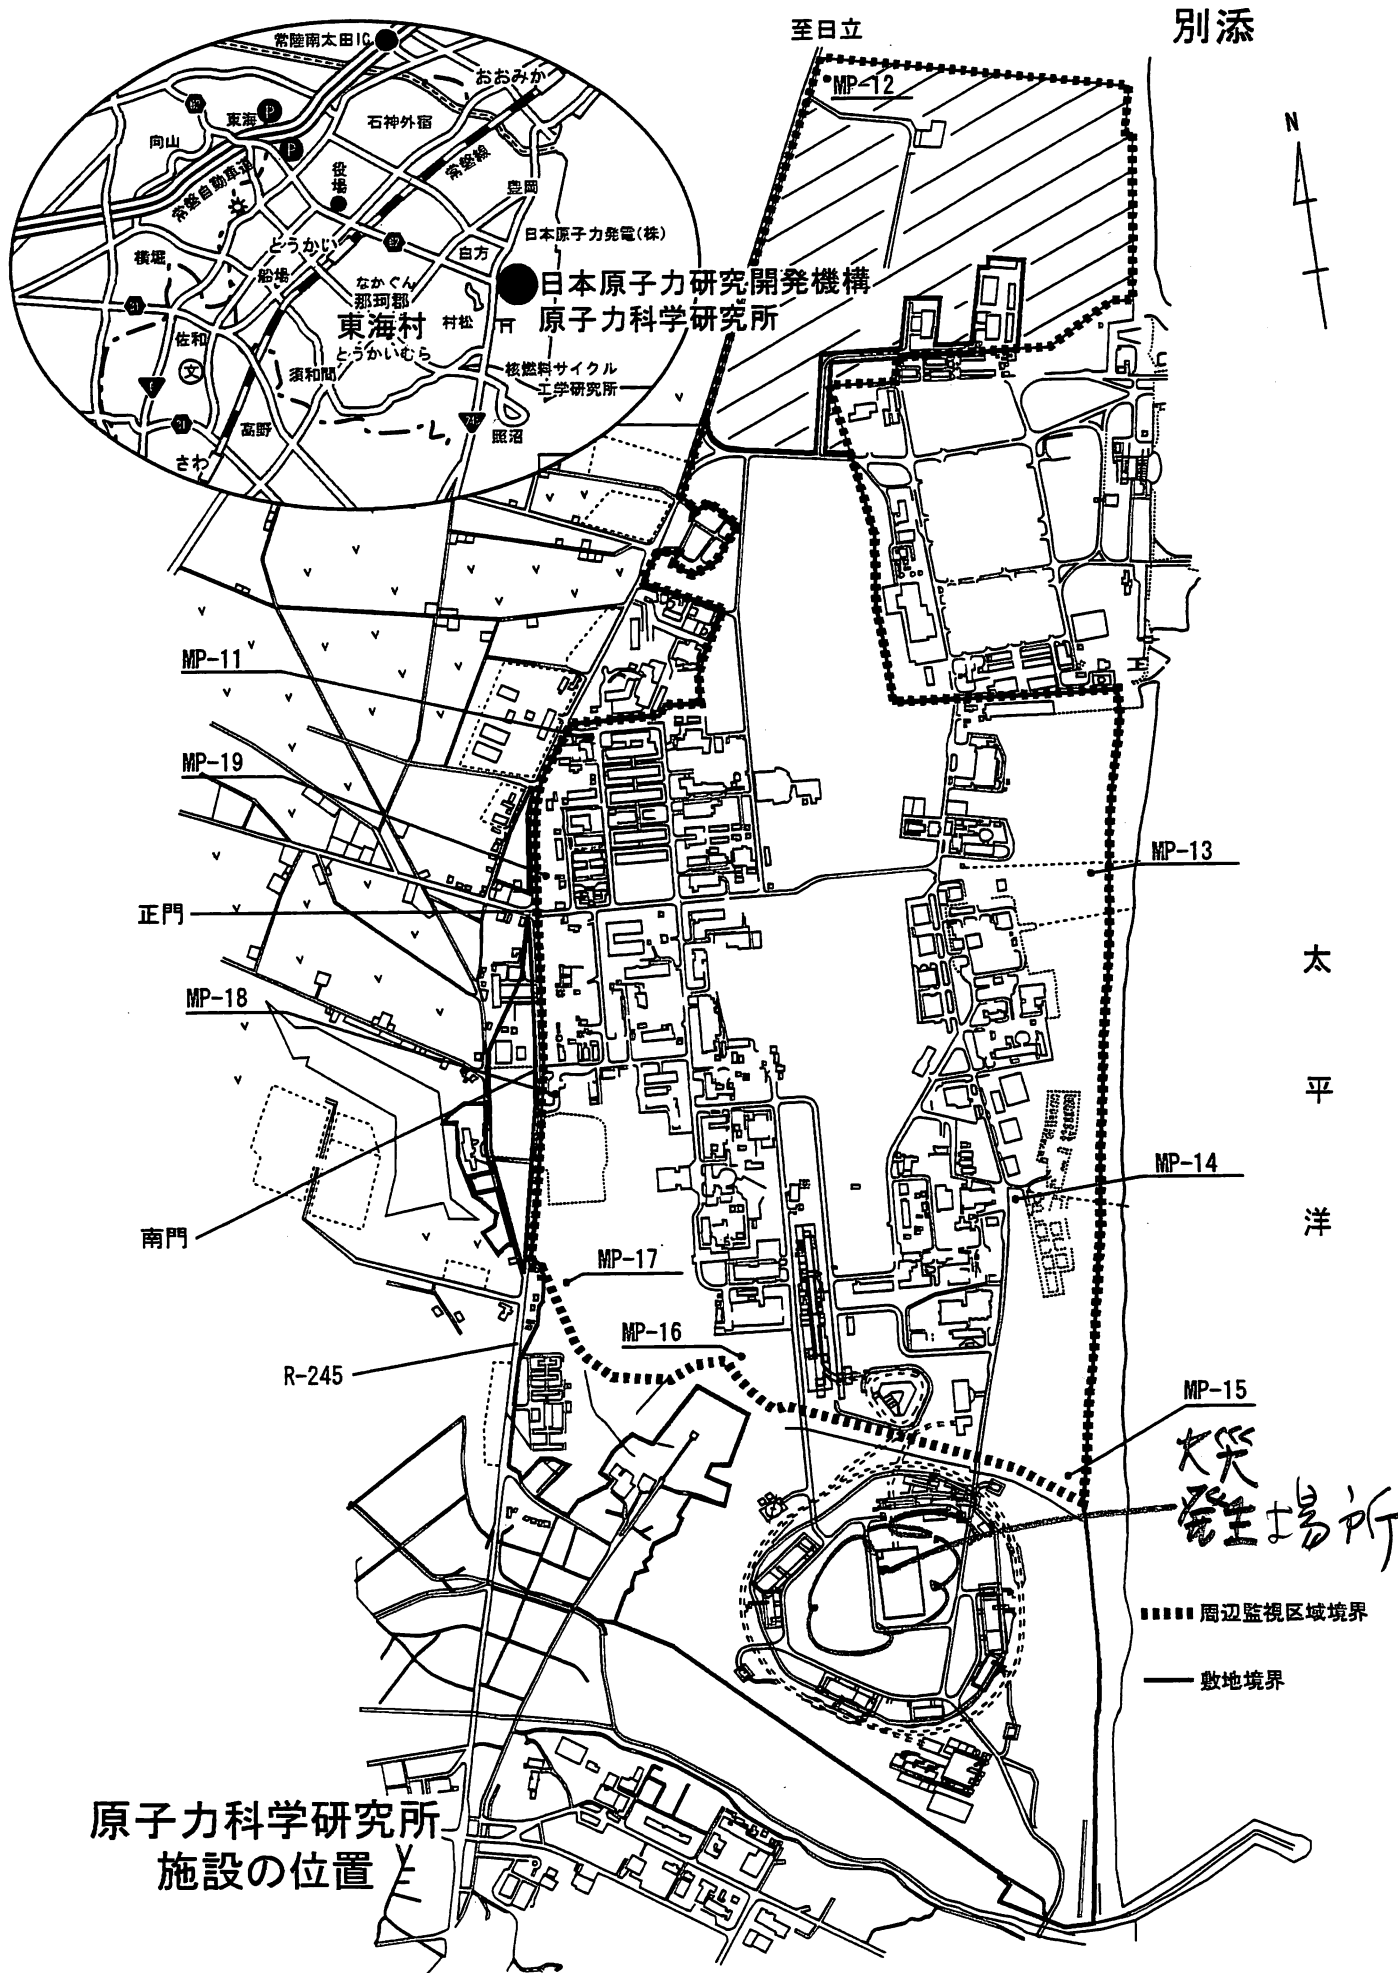 別添
至日立
常陸南太田IC
おおみか
MP-12
N
東海
P
石神外宿
向山
P
役場
常磐線
常磐自動車道
豊岡
日本原子力発電(株)
とうかい
白方
横堀
船場
なかぐん
那珂郡
日本原子力研究開発機構
原子力科学研究所
東海村
村松
とうかいむら
佐和
文
須和間
核燃料サイクル
工学研究所
6
245
高野
照沼
さわ
MP-11
MP-19
MP-13
正門
太平洋
MP-18
MP-14
南門
MP-17
MP-16
R-245
MP-15
火災
発生場所
周辺監視区域境界
敷地境界
原子力科学研究所
施設の位置